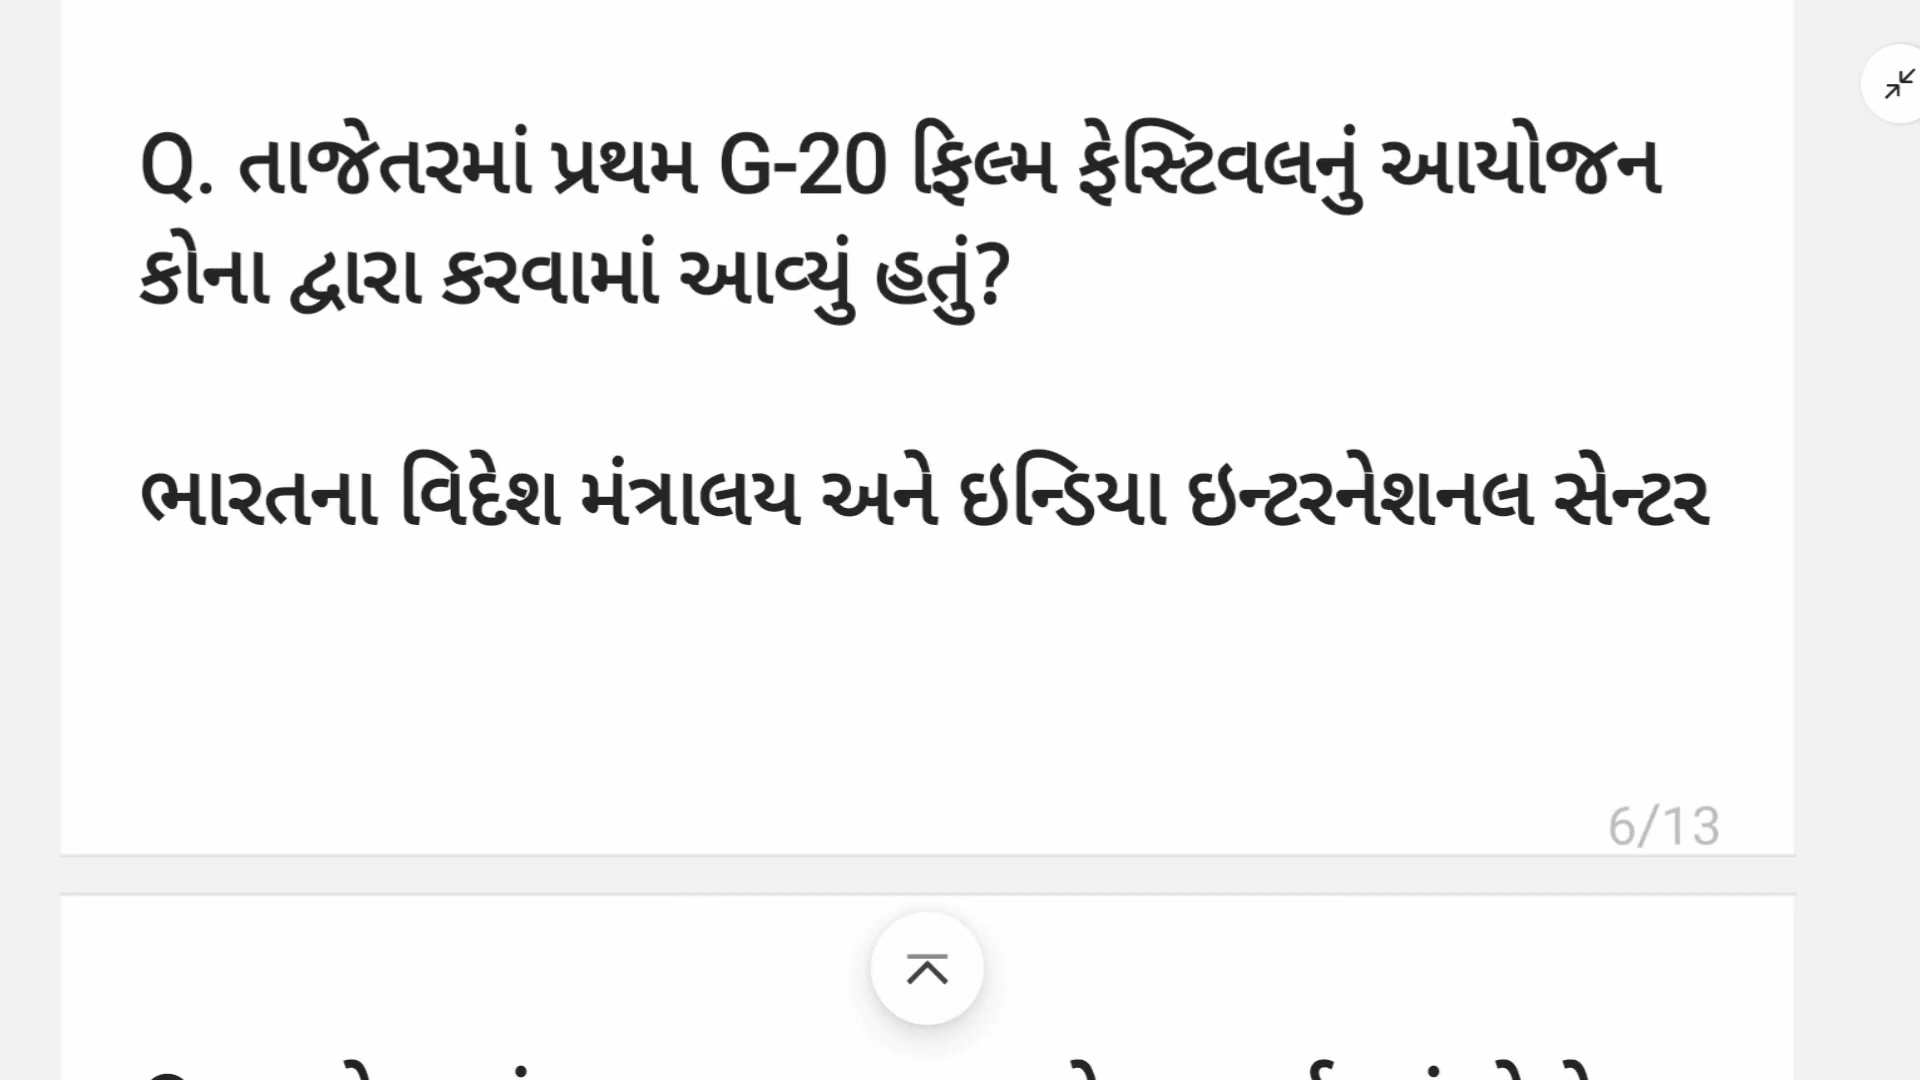 Q. તાજેતરમાં પ્રથમ G-20 ફિલ્મ ફેસ્ટિવલનું આયોજન
કોના દ્વારા કરવામાં આવ્યું હતું?
ભારતના વિદેશ મંત્રાલય અને ઇન્ડિયા ઇન્ટરનેશનલ સેન્ટર
6/13